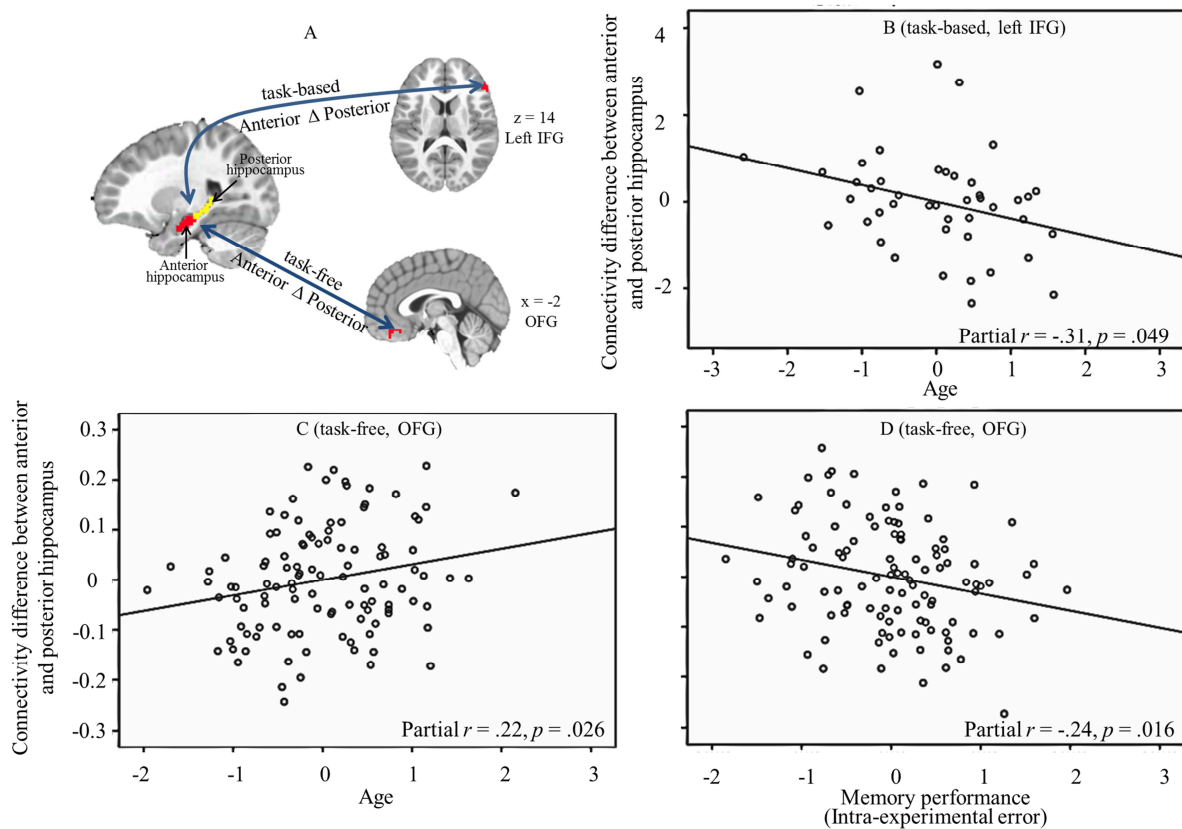 A
task-based
Anterior Δ Posterior
z = 14
Left IFG
Posterior
hippocampus
Anterior
hippocampus
task-free
Anterior Δ Posterior
x = -2
OFG
B (task-based, left IFG)
Connectivity difference between anterior
and posterior hippocampus
4
2
0
-2
Partial r = -.31, p = .049
-3
-2
-1
0
1
2
3
Age
C (task-free, OFG)
Connectivity difference between anterior
and posterior hippocampus
0.3
0.2
0.1
0
-0.1
-0.2
-0.3
Partial r = .22, p = .026
-2
-1
0
1
2
3
Age
D (task-free, OFG)
Partial r = -.24, p = .016
-2
-1
0
1
2
3
Memory performance
(Intra-experimental error)